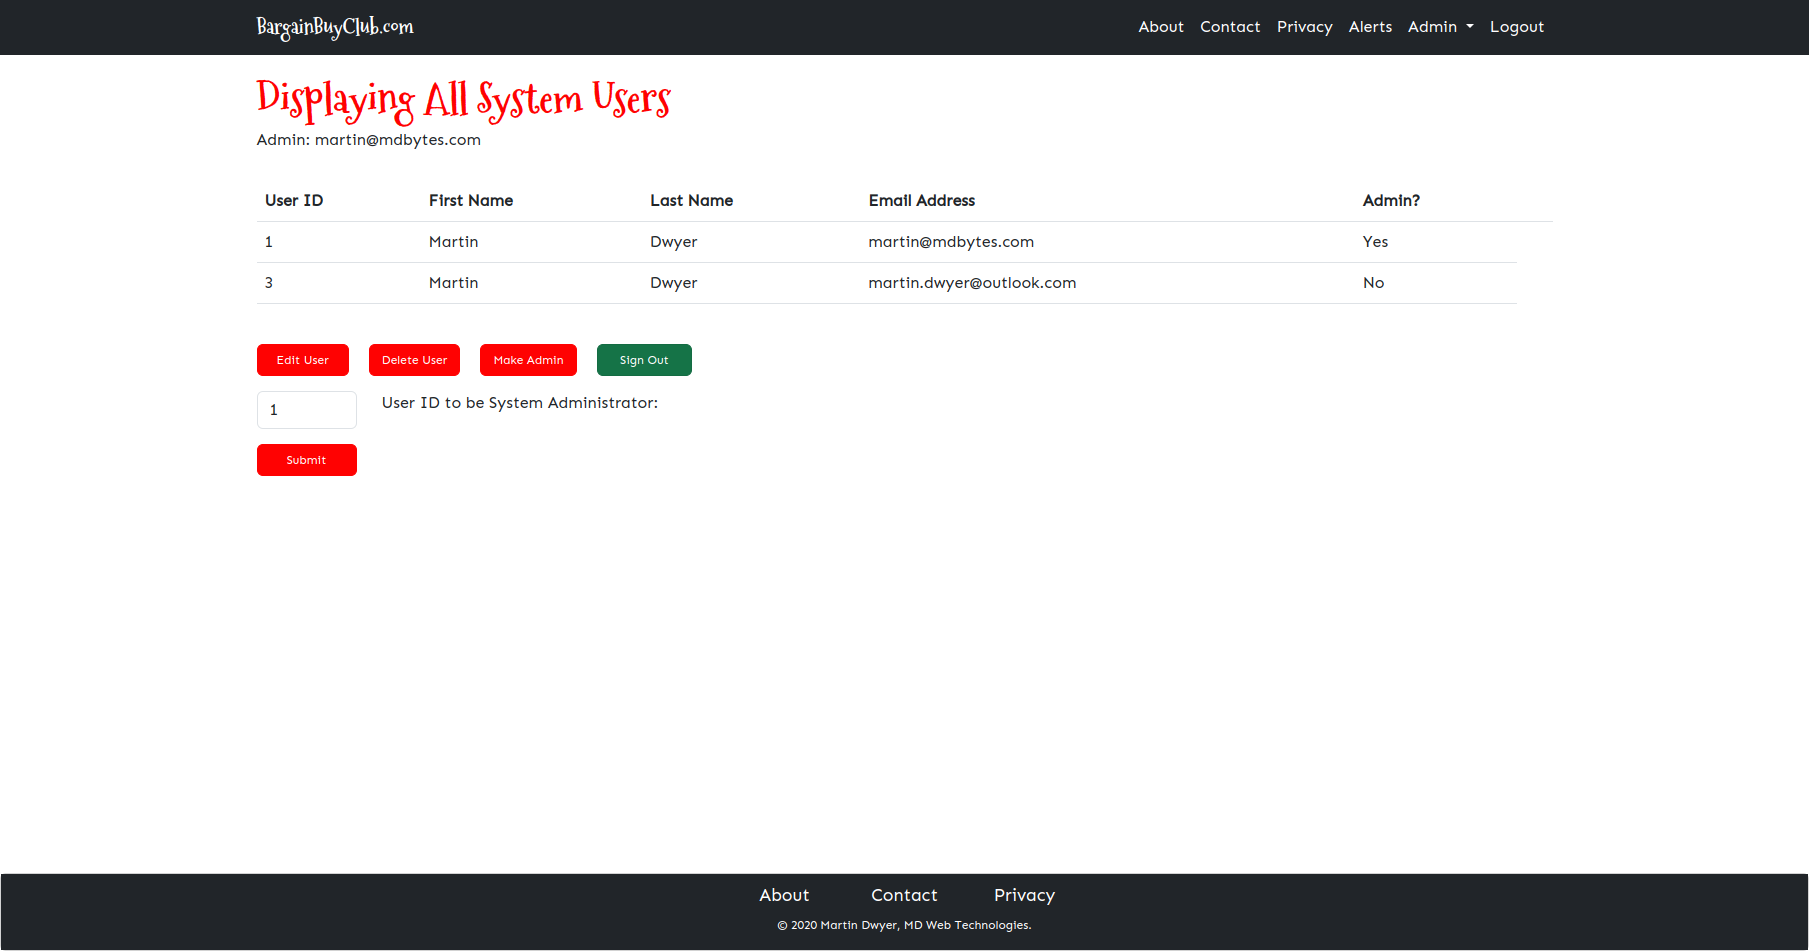 BargainBuyClub.com About Contact Privacy Alerts Admin Logout
Displaying All System Users
Admin: martin@mdbytes.com
User ID First Name Last Name Email Address Admin?
1 Martin Dwyer martin@mdbytes.com Yes
3 Martin Dwyer martin.dwyer@outlook.com No
Edit User Delete User Make Admin Sign Out
1 User ID to be System Administrator:
Submit
About Contact Privacy
© 2020 Martin Dwyer, MD Web Technologies.